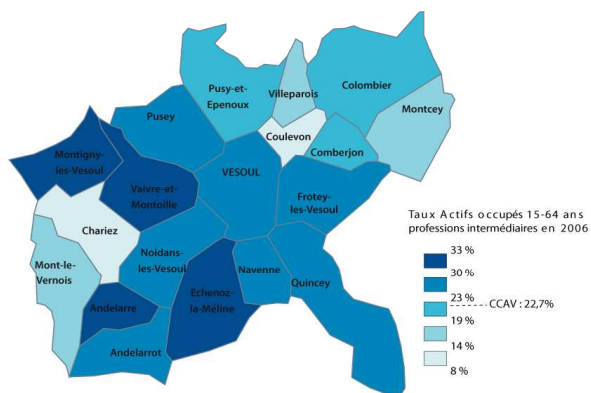 Pusy-et-
Epenoux
Villeparois
Colombier
Montcey
Pusey
Coulevon
Comberjon
Montigny-
les-Vesoul
Vaivre-et-
Montoille
VESOUL
Frotey-
les-Vesoul
Chariez
Noidans-
les-Vesoul
Mont-le-
Vernois
Echenoz-
la-Méline
Navenne
Quincey
Andelarre
Andelarrot
Taux Actifs occupés 15-64 ans
professions intermédiaires en 2006
33 %
30 %
23 %
CCAV : 22,7%
19 %
14 %
8 %